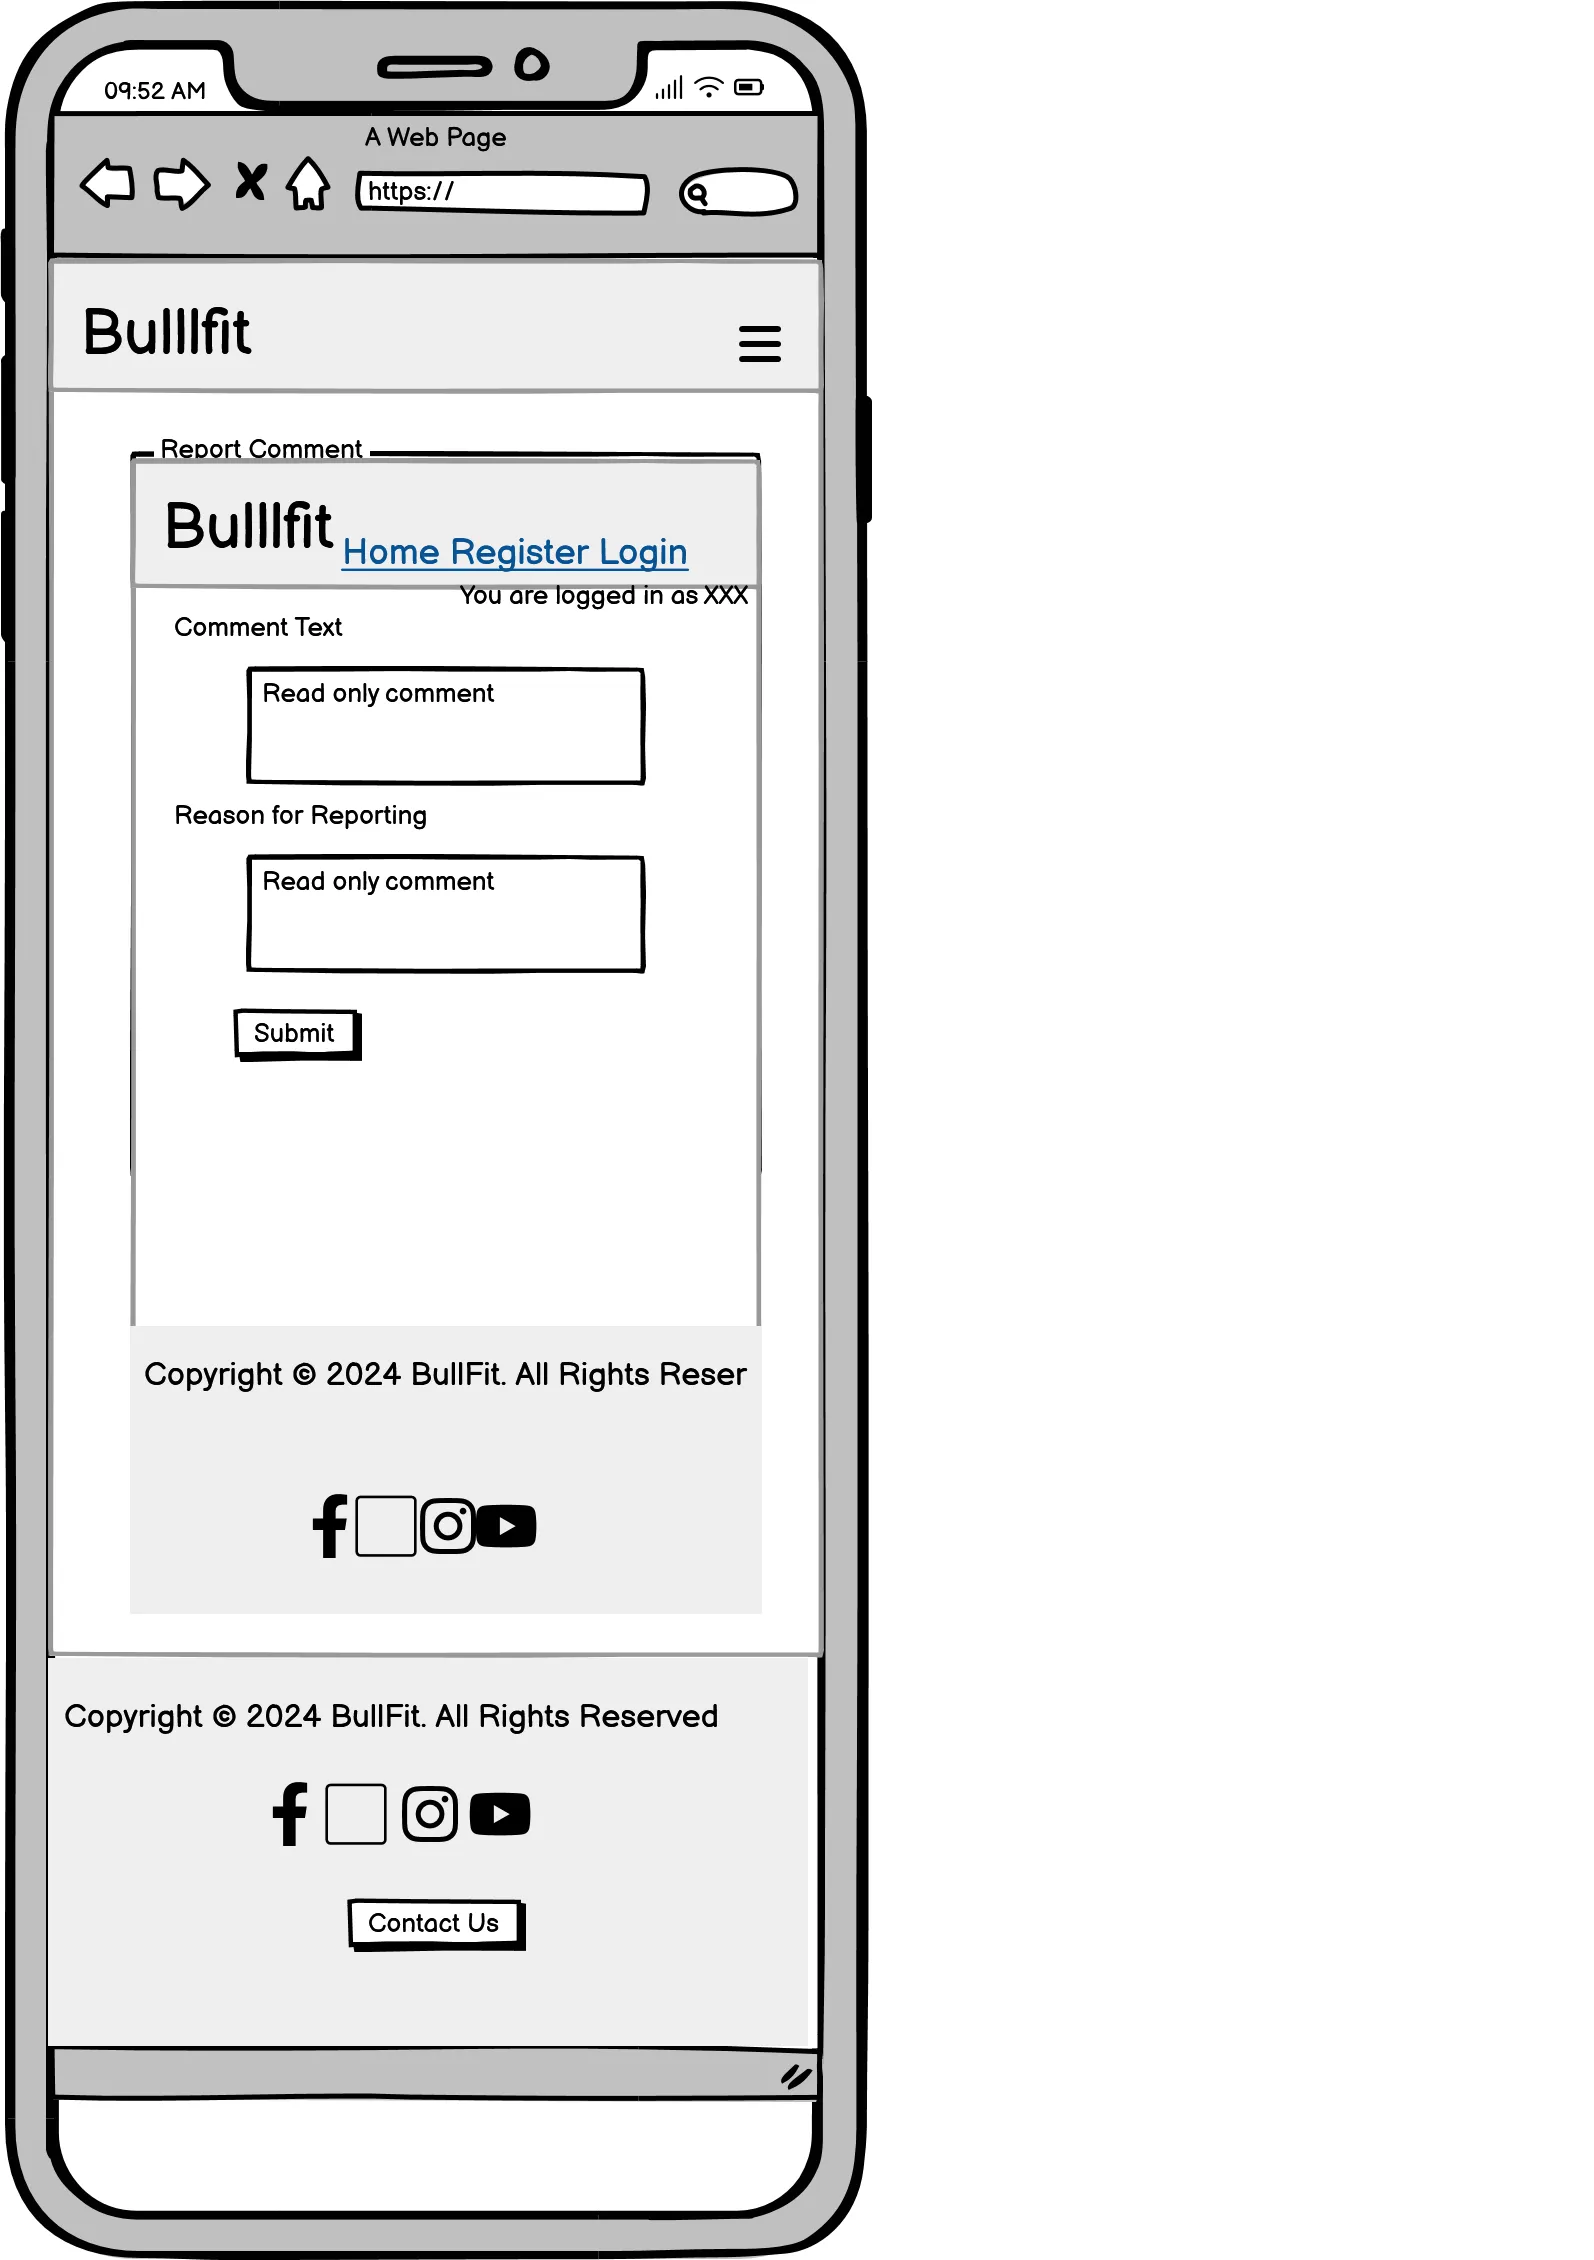 09:52 AM
A Web Page
https://
Bulllfit
Report Comment
Bulllfit
Home Register Login
You are logged in as XXX
Comment Text
Read only comment
Reason for Reporting
Read only comment
Submit
Copyright © 2024 BullFit. All Rights Reser
Copyright © 2024 BullFit. All Rights Reserved
Contact Us